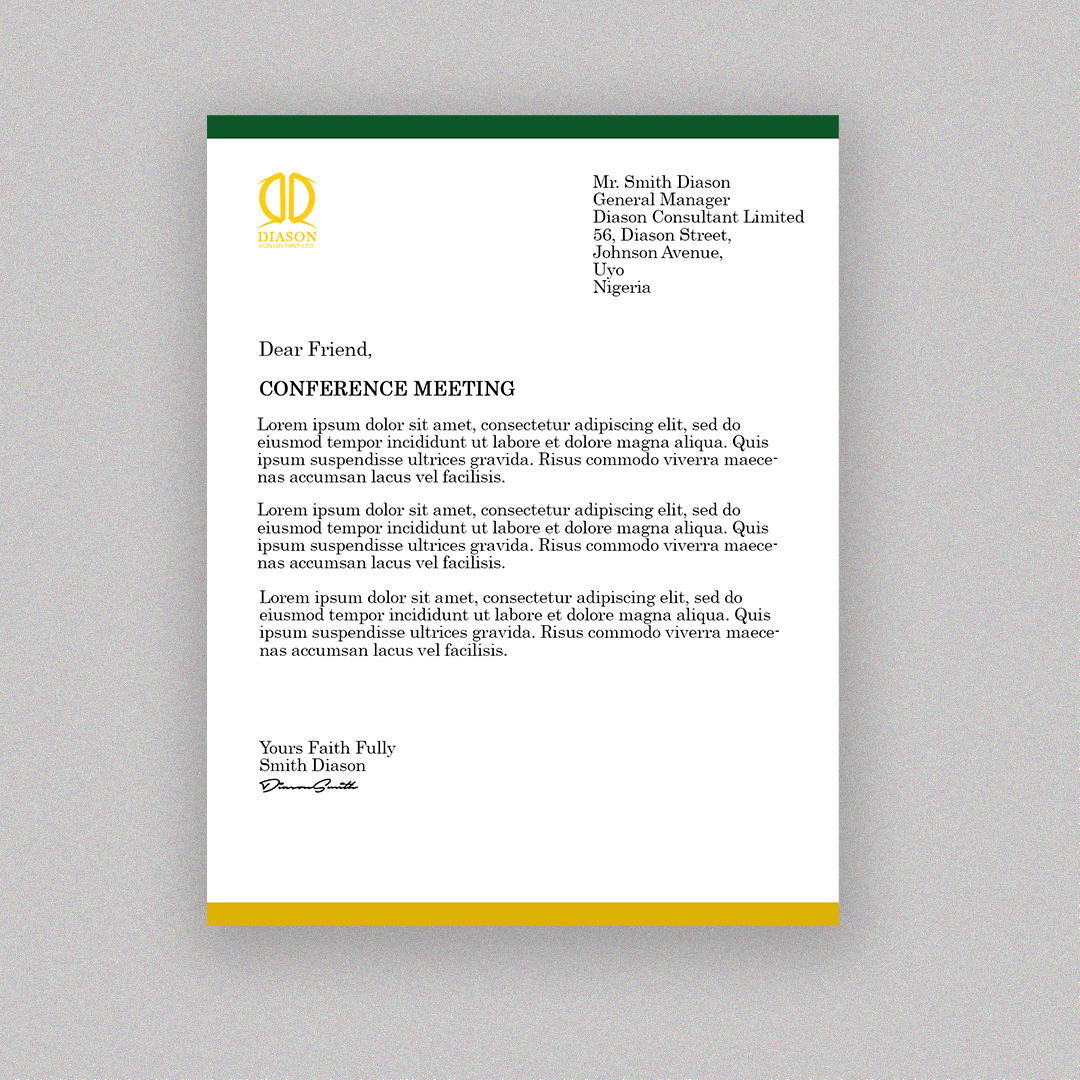 DIASON
CONSULTANT LTD.
Mr. Smith Diason
General Manager
Diason Consultant Limited
56, Diason Street,
Johnson Avenue,
Uyo
Nigeria
Dear Friend,
CONFERENCE MEETING
Lorem ipsum dolor sit amet, consectetur adipiscing elit, sed do
eiusmod tempor incididunt ut labore et dolore magna aliqua. Quis
ipsum suspendisse ultrices gravida. Risus commodo viverra maece-
nas accumsan lacus vel facilisis.
Lorem ipsum dolor sit amet, consectetur adipiscing elit, sed do
eiusmod tempor incididunt ut labore et dolore magna aliqua. Quis
ipsum suspendisse ultrices gravida. Risus commodo viverra maece-
nas accumsan lacus vel facilisis.
Lorem ipsum dolor sit amet, consectetur adipiscing elit, sed do
eiusmod tempor incididunt ut labore et dolore magna aliqua. Quis
ipsum suspendisse ultrices gravida. Risus commodo viverra maece-
nas accumsan lacus vel facilisis.
Yours Faith Fully
Smith Diason
DiasonSmith